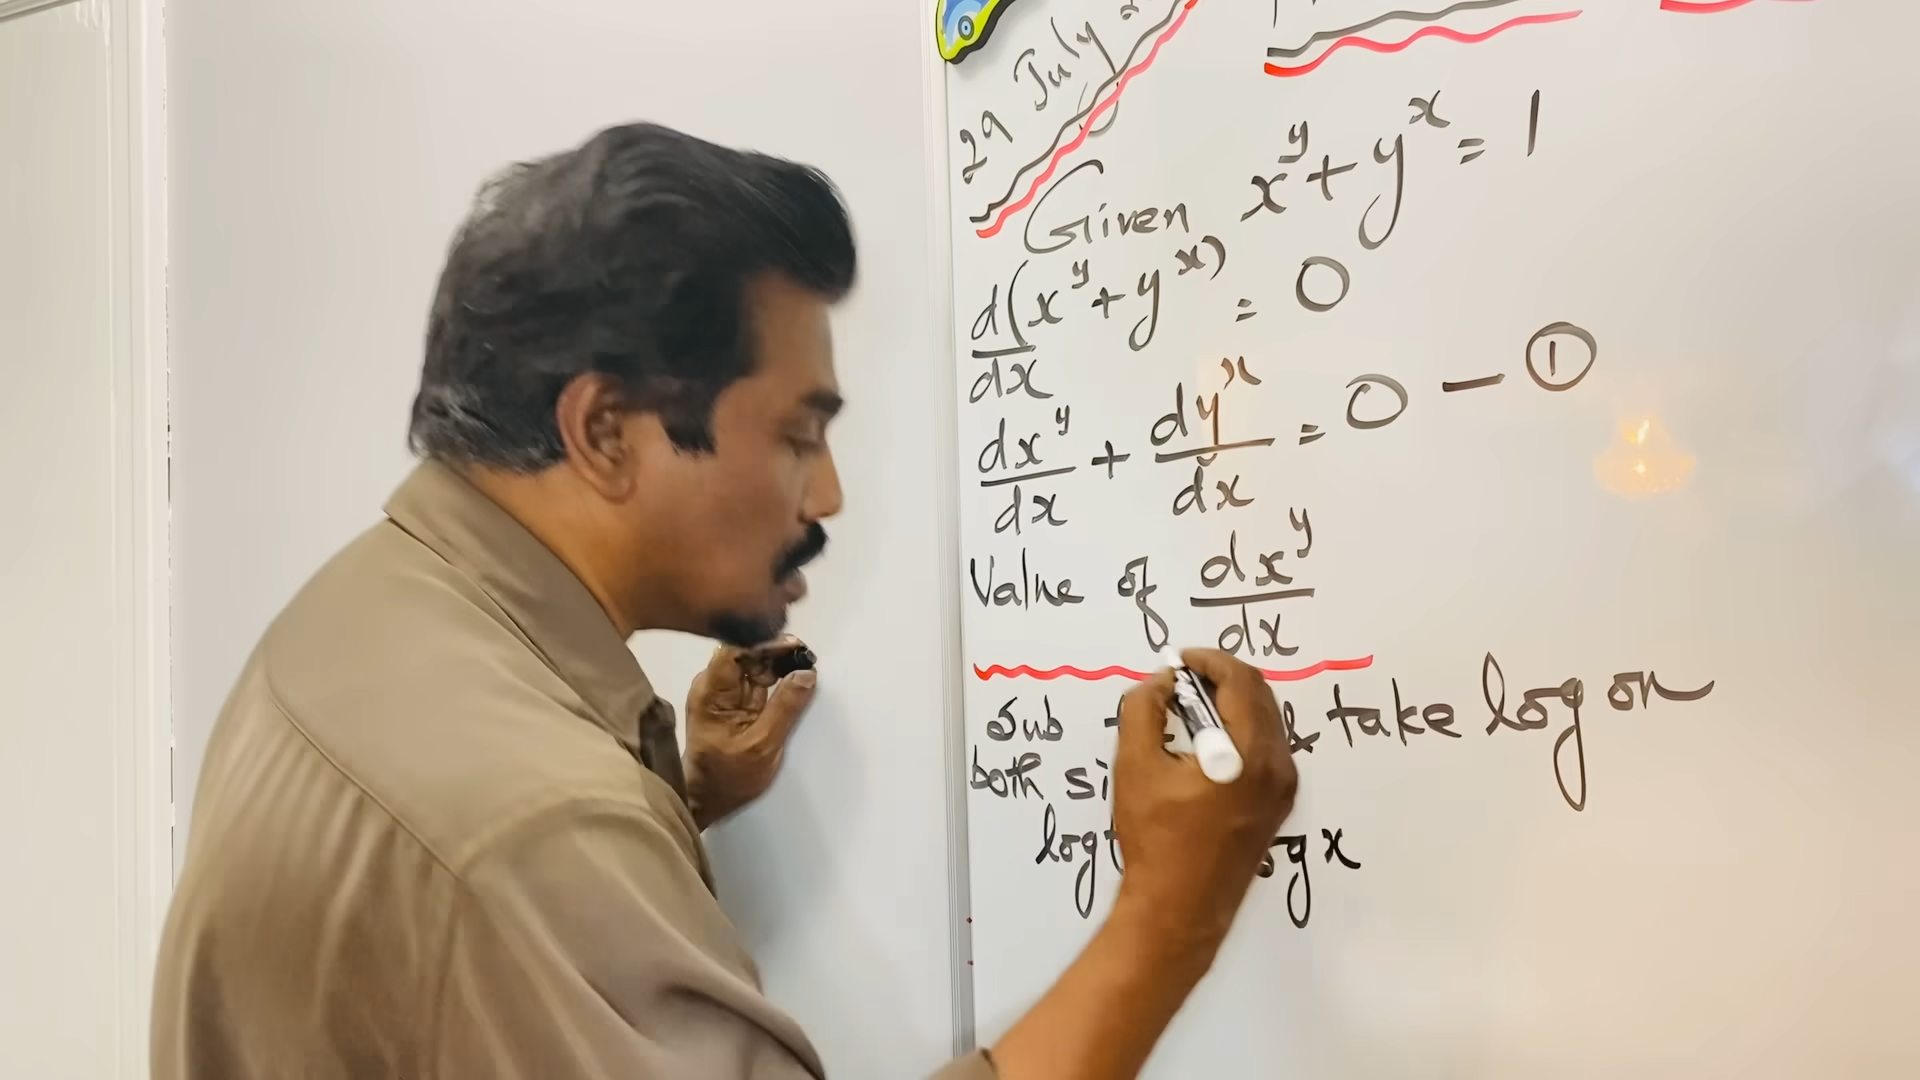 29 July
Given x^y + y^x = 1
d(x^y + y^x)/dx = 0
dx^y/dx + dy^x/dx = 0 — ①
Value of dx^y/dx
Sub & take log on
both si
log x